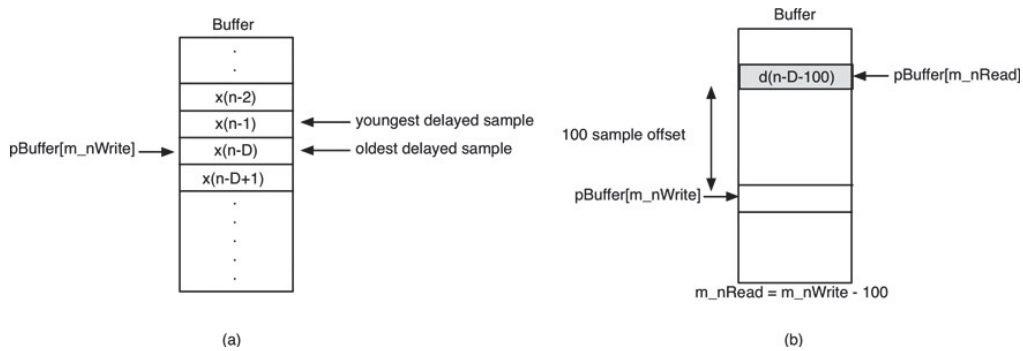 Buffer
.
.
x(n-2)
x(n-1)
youngest delayed sample
pBuffer[m_nWrite]
x(n-D)
oldest delayed sample
x(n-D+1)
.
.
.
.
.
(a)
Buffer
d(n-D-100)
pBuffer[m_nRead]
100 sample offset
pBuffer[m_nWrite]
m_nRead = m_nWrite - 100
(b)